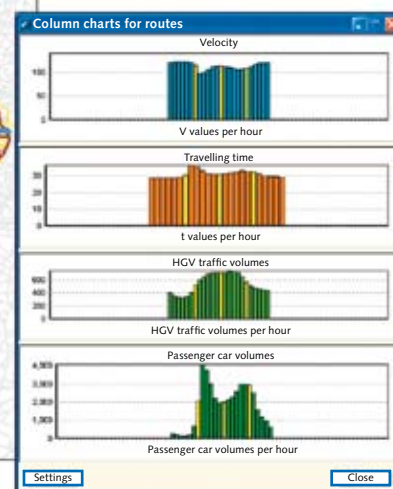 Column charts for routes
Velocity
100
50
0
V values per hour
Travelling time
30
20
10
0
t values per hour
HGV traffic volumes
600
400
200
0
HGV traffic volumes per hour
Passenger car volumes
4,000
3,000
2,000
1,000
0
Passenger car volumes per hour
Settings
Close